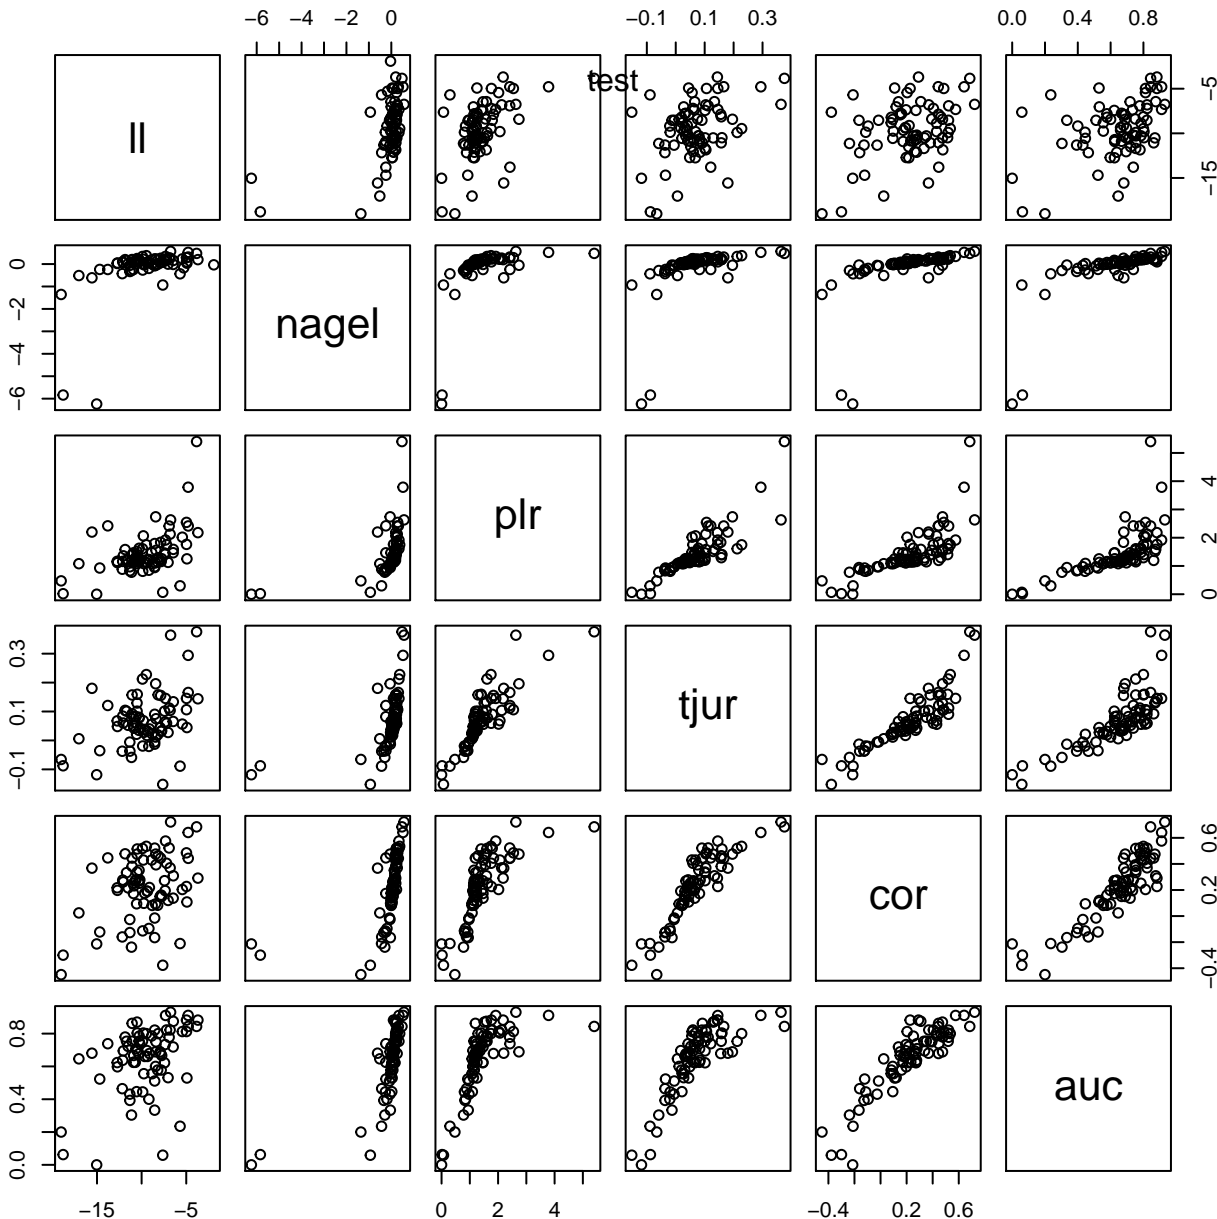 −6 −4 −2 0 −0.1 0.1 0.3 0.0 0.4 0.8
test
ll
−15 −5
nagel
−6 −4 −2 0
plr
0 2 4
tjur
−0.1 0.1 0.3
cor
−0.4 0.2 0.6
auc
0.0 0.4 0.8
−15 −5 0 2 4 −0.4 0.2 0.6